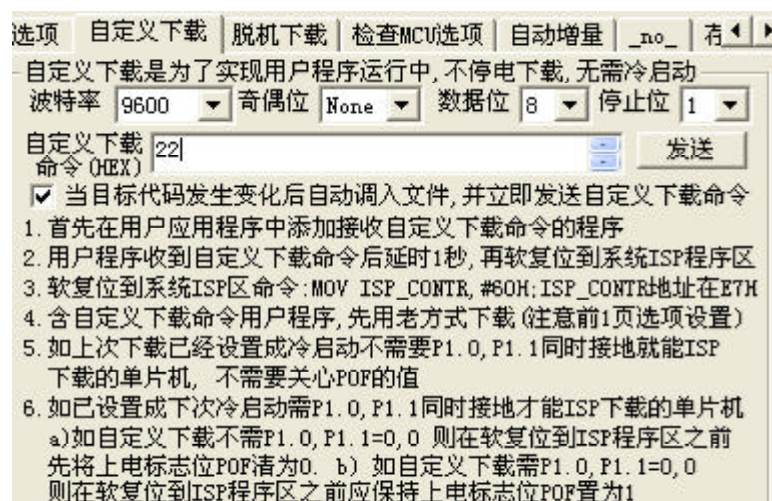 选项 自定义下载 脱机下载 检查MCU选项 自动增量 _no_
自定义下载是为了实现用户程序运行中,不停电下载,无需冷启动
波特率 9600 奇偶位 None 数据位 8 停止位 1
自定义下载
命令(HEX) 22 发送
当目标代码发生变化后自动调入文件,并立即发送自定义下载命令
1.首先在用户应用程序中添加接收自定义下载命令的程序
2.用户程序收到自定义下载命令后延时1秒,再软复位到系统ISP程序区
3.软复位到系统ISP区命令:MOV ISP_CONTR,#60H;ISP_CONTR地址在E7H
4.含自定义下载命令用户程序,先用老方式下载(注意前1页选项设置)
5.如上次下载已经设置成冷启动不需要P1.0,P1.1同时接地就能ISP
下载的单片机, 不需要关心POF的值
6.如已设置成下次冷启动需P1.0,P1.1同时接地才能ISP下载的单片机
a)如自定义下载不需P1.0,P1.1=0,0 则在软复位到ISP程序区之前
先将上电标志位POF清为0. b) 如自定义下载需P1.0,P1.1=0,0
则在软复位到ISP程序区之前应保持上电标志位POF置为1